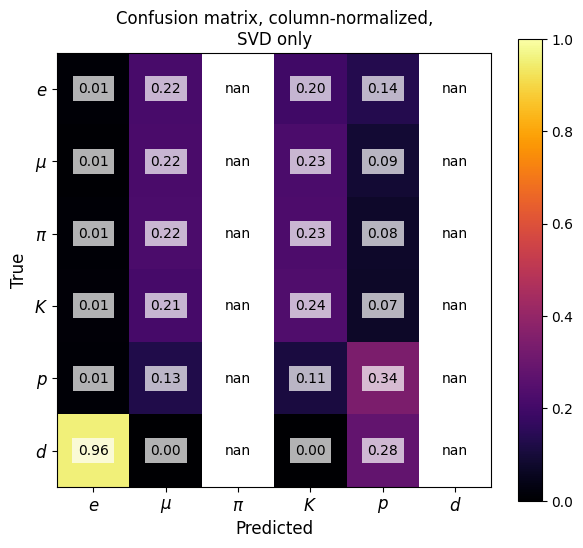 Confusion matrix, column-normalized,
SVD only
e 0.01 0.22 nan 0.20 0.14 nan
μ 0.01 0.22 nan 0.23 0.09 nan
π 0.01 0.22 nan 0.23 0.08 nan
K 0.01 0.21 nan 0.24 0.07 nan
p 0.01 0.13 nan 0.11 0.34 nan
d 0.96 0.00 nan 0.00 0.28 nan
e μ π K p d
Predicted
True
1.0
0.8
0.6
0.4
0.2
0.0